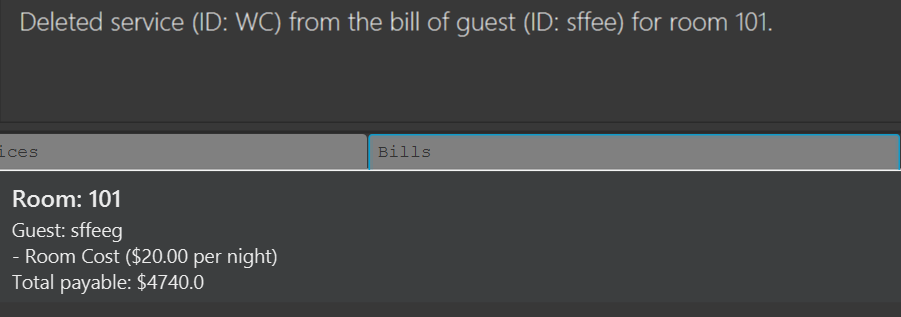 Deleted service (ID: WC) from the bill of guest (ID: sffee) for room 101.
ices Bills
Room: 101
Guest: sffeeg
- Room Cost ($20.00 per night)
Total payable: $4740.0